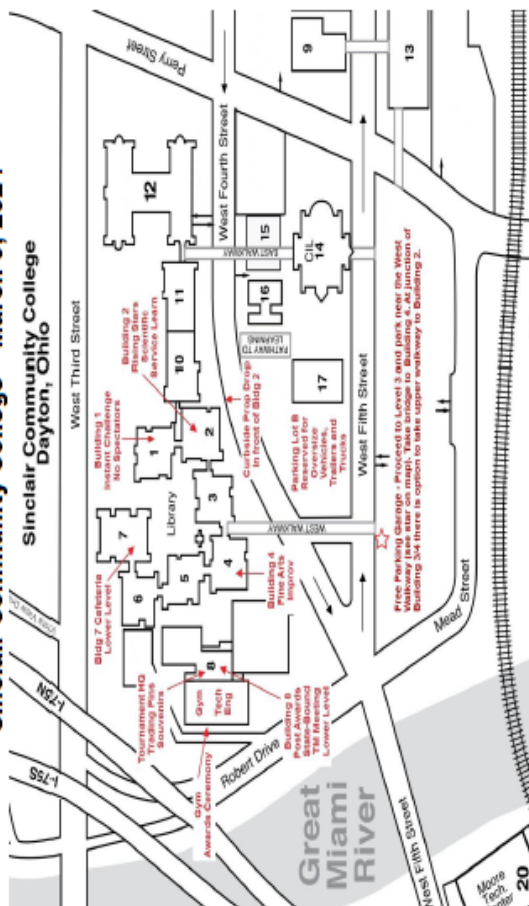 Sinclair Community College
Dayton, Ohio
West Third Street
Perry Street
West Fourth Street
West Fifth Street
West Fifth Street
Mead Street
Robert Drive
I-75N
I-75S
Great
Miami
River
Library
1
2
3
4
5
6
7
8
9
10
11
12
13
CIL
14
15
16
17
20
Moore
Tech.
EAST WALKWAY
WEST WALKWAY
PATHWAY TO
LEARNING
Gym
Tech
Eng
Building 1
Instant Challenge
No Spectators
Building 2
Rising Stars
Scientific
Service Learn
Bldg 7 Cafeteria
Lower Level
Tournament HQ
Trading Pins
Souvenirs
Gym
Awards Ceremony
Building 8
Post Awards
State-Bound
TM Meeting
Lower Level
Building 4
Fine Arts
Improv
Curbside Prop Drop
In front of Bldg 2
Parking Lot B
Reserved for
Oversize
Vehicles,
Trailers and
Trucks
Free Parking Garage - Proceed to Level 3 and park near the West
Walkway (see star on map). Take bridge to Building 4. At junction of
Building 3/4 there is option to take upper walkway to Building 2.